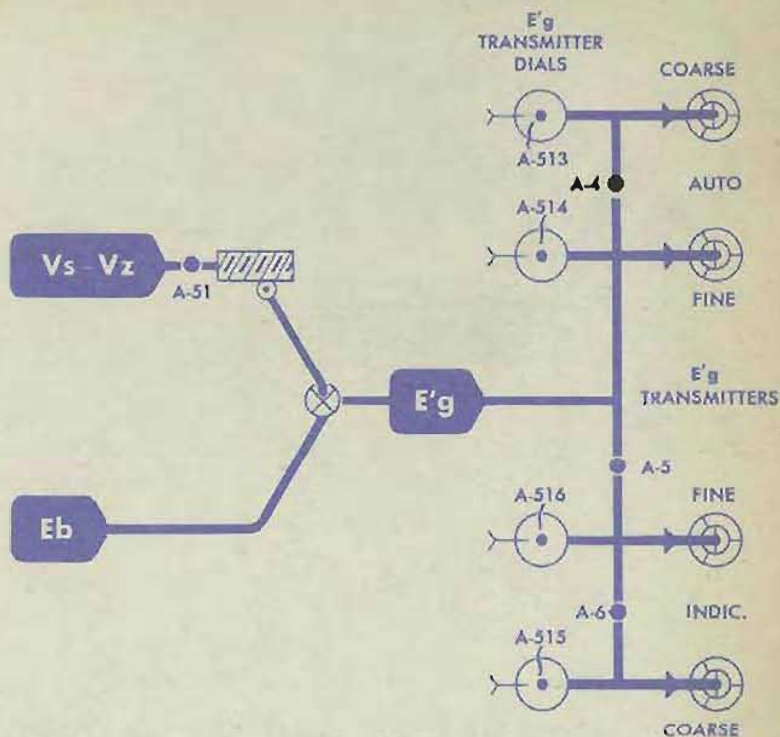 E'g
TRANSMITTER
DIALS
COARSE
A-513
A-4
AUTO
A-514
Vs - Vz
A-51
FINE
E'g
TRANSMITTERS
E'g
A-5
A-516
FINE
Eb
A-6
INDIC.
A-515
COARSE